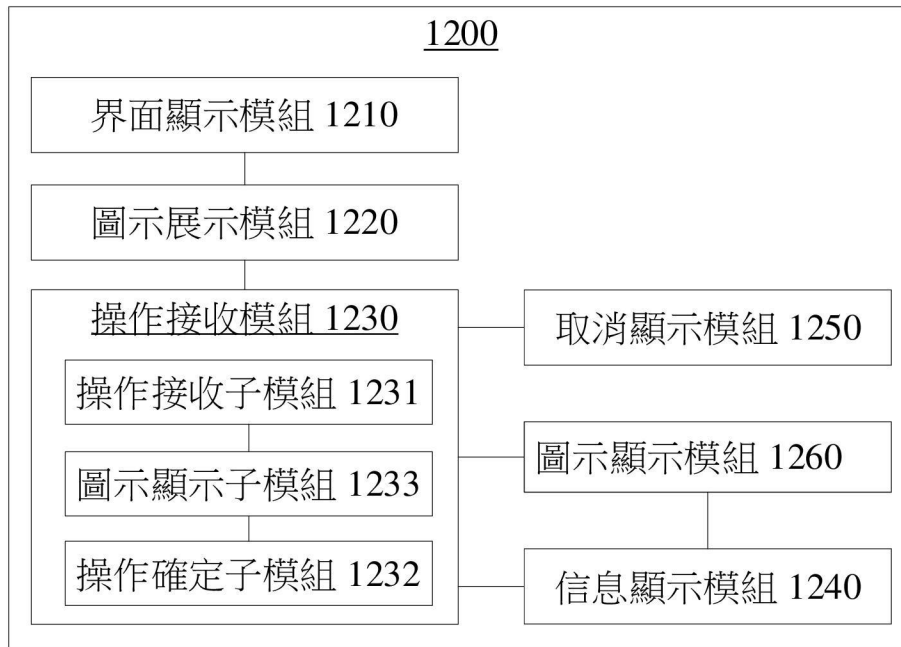 1200
界面顯示模組 1210
圖示展示模組 1220
操作接收模組 1230
操作接收子模組 1231
圖示顯示子模組 1233
操作確定子模組 1232
取消顯示模組 1250
圖示顯示模組 1260
信息顯示模組 1240